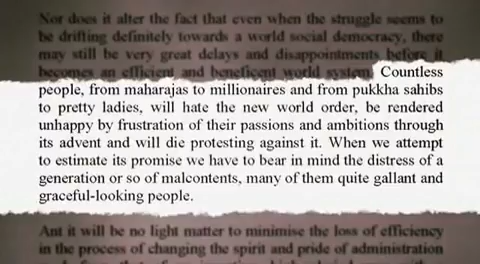 Nor does it alter the fact that even when the struggle seems to
be drifting definitely towards a world social democracy, there
may still be very great delays and disappointments before it
becomes an efficient and beneficent world system. Countless
people, from maharajas to millionaires and from pukkha sahibs
to pretty ladies, will hate the new world order, be rendered
unhappy by frustration of their passions and ambitions through
its advent and will die protesting against it. When we attempt
to estimate its promise we have to bear in mind the distress of a
generation or so of malcontents, many of them quite gallant and
graceful-looking people.
Ant it will be no light matter to minimise the loss of efficiency
in the process of changing the spirit and pride of administration